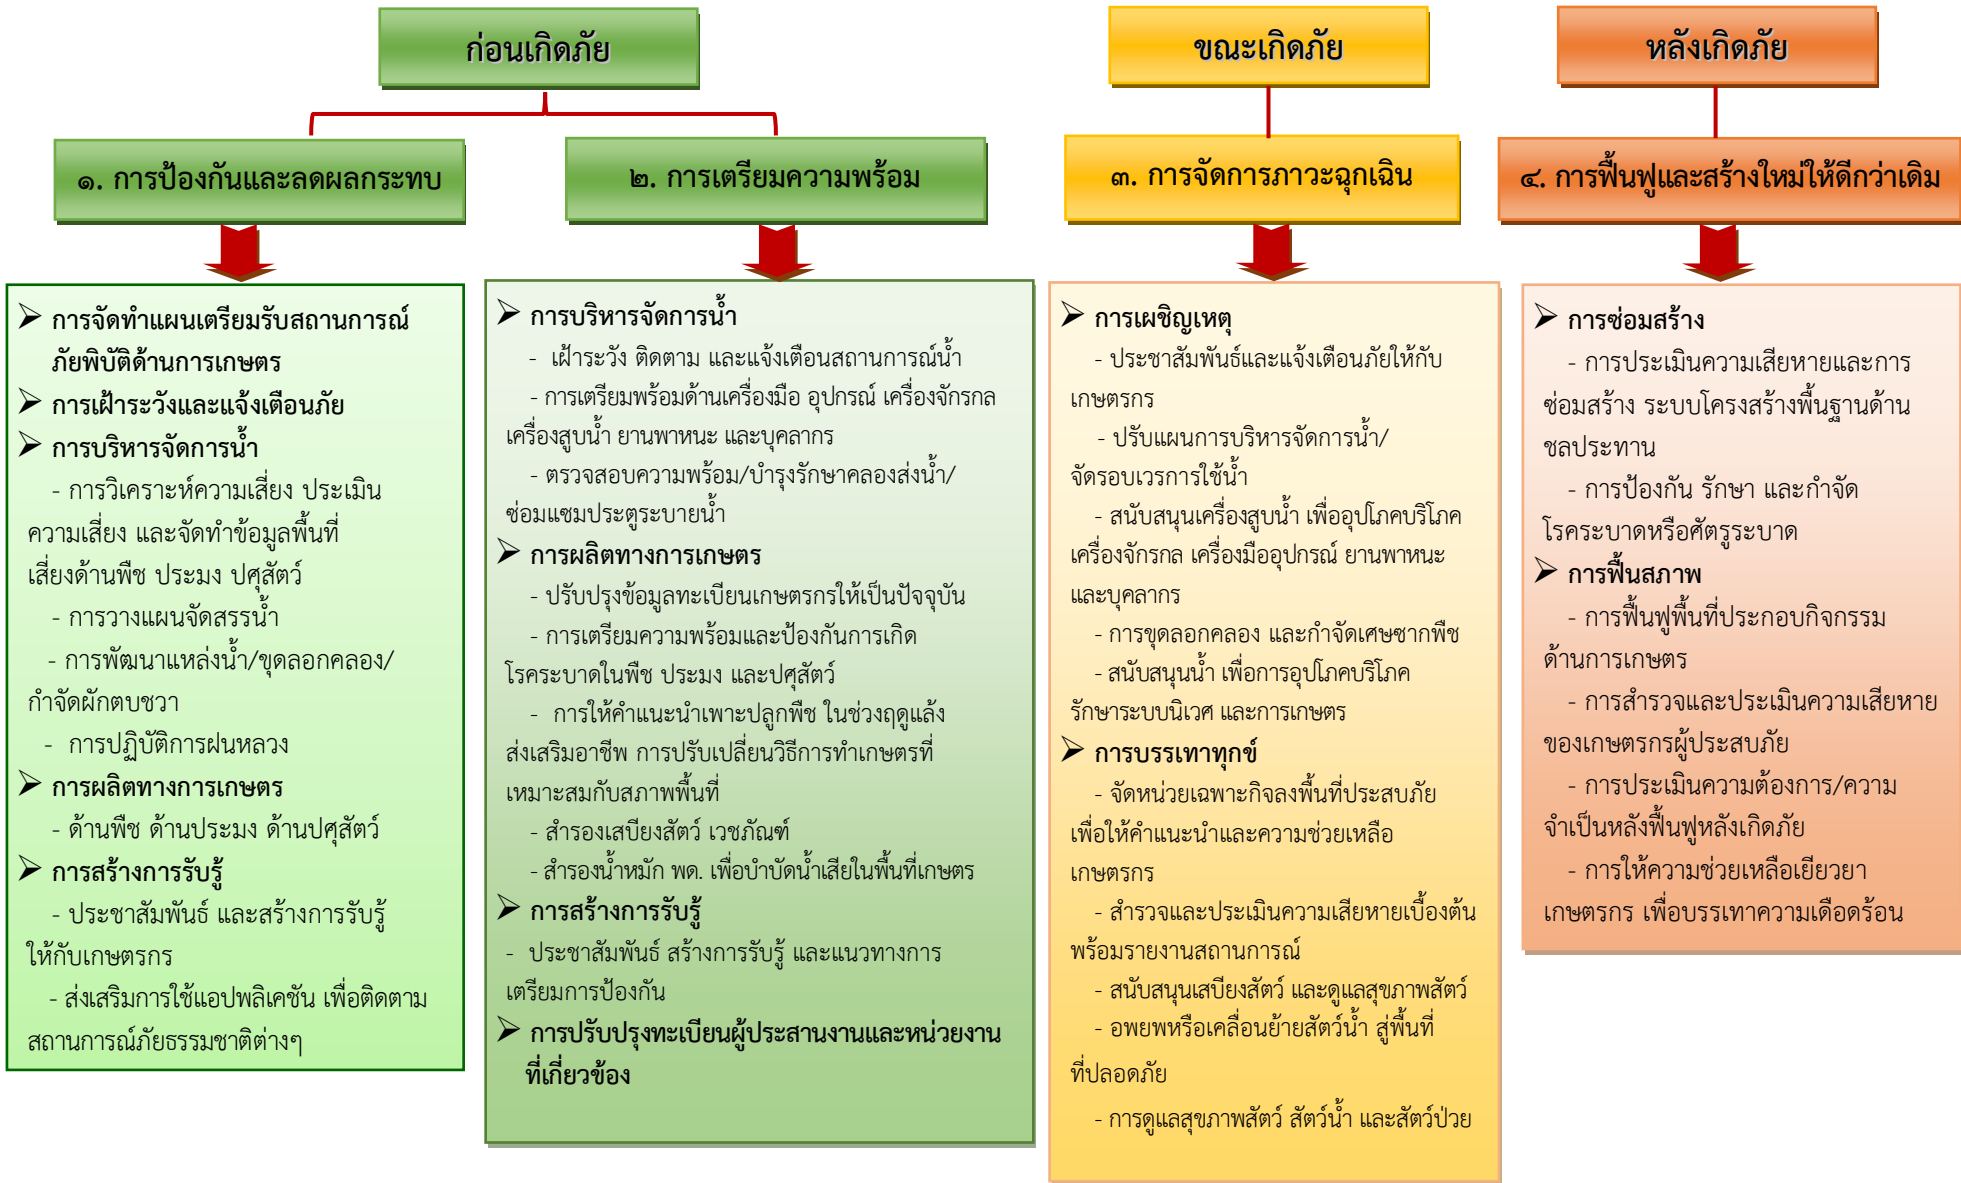 ก่อนเกิดภัย
ขณะเกิดภัย
หลังเกิดภัย
๑. การป้องกันและลดผลกระทบ
๒. การเตรียมความพร้อม
๓. การจัดการภาวะฉุกเฉิน
๔. การฟื้นฟูและสร้างใหม่ให้ดีกว่าเดิม
➢ การจัดทำแผนเตรียมรับสถานการณ์
ภัยพิบัติด้านการเกษตร
➢ การเฝ้าระวังและแจ้งเตือนภัย
➢ การบริหารจัดการน้ำ
- การวิเคราะห์ความเสี่ยง ประเมิน
ความเสี่ยง และจัดทำข้อมูลพื้นที่
เสี่ยงด้านพืช ประมง ปศุสัตว์
- การวางแผนจัดสรรน้ำ
- การพัฒนาแหล่งน้ำ/ขุดลอกคลอง/
กำจัดผักตบชวา
- การปฏิบัติการฝนหลวง
➢ การผลิตทางการเกษตร
- ด้านพืช ด้านประมง ด้านปศุสัตว์
➢ การสร้างการรับรู้
- ประชาสัมพันธ์ และสร้างการรับรู้
ให้กับเกษตรกร
- ส่งเสริมการใช้แอปพลิเคชัน เพื่อติดตาม
สถานการณ์ภัยธรรมชาติต่างๆ
➢ การบริหารจัดการน้ำ
- เฝ้าระวัง ติดตาม และแจ้งเตือนสถานการณ์น้ำ
- การเตรียมพร้อมด้านเครื่องมือ อุปกรณ์ เครื่องจักรกล
เครื่องสูบน้ำ ยานพาหนะ และบุคลากร
- ตรวจสอบความพร้อม/บำรุงรักษาคลองส่งน้ำ/
ซ่อมแซมประตูระบายน้ำ
➢ การผลิตทางการเกษตร
- ปรับปรุงข้อมูลทะเบียนเกษตรกรให้เป็นปัจจุบัน
- การเตรียมความพร้อมและป้องกันการเกิด
โรคระบาดในพืช ประมง และปศุสัตว์
- การให้คำแนะนำเพาะปลูกพืช ในช่วงฤดูแล้ง
ส่งเสริมอาชีพ การปรับเปลี่ยนวิธีการทำเกษตรที่
เหมาะสมกับสภาพพื้นที่
- สำรองเสบียงสัตว์ เวชภัณฑ์
- สำรองน้ำหมัก พด. เพื่อบำบัดน้ำเสียในพื้นที่เกษตร
➢ การสร้างการรับรู้
- ประชาสัมพันธ์ สร้างการรับรู้ และแนวทางการ
เตรียมการป้องกัน
➢ การปรับปรุงทะเบียนผู้ประสานงานและหน่วยงาน
ที่เกี่ยวข้อง
➢ การเผชิญเหตุ
- ประชาสัมพันธ์และแจ้งเตือนภัยให้กับ
เกษตรกร
- ปรับแผนการบริหารจัดการน้ำ/
จัดรอบเวรการใช้น้ำ
- สนับสนุนเครื่องสูบน้ำ เพื่ออุปโภคบริโภค
เครื่องจักรกล เครื่องมืออุปกรณ์ ยานพาหนะ
และบุคลากร
- การขุดลอกคลอง และกำจัดเศษซากพืช
- สนับสนุนน้ำ เพื่อการอุปโภคบริโภค
รักษาระบบนิเวศ และการเกษตร
➢ การบรรเทาทุกข์
- จัดหน่วยเฉพาะกิจลงพื้นที่ประสบภัย
เพื่อให้คำแนะนำและความช่วยเหลือ
เกษตรกร
- สำรวจและประเมินความเสียหายเบื้องต้น
พร้อมรายงานสถานการณ์
- สนับสนุนเสบียงสัตว์ และดูแลสุขภาพสัตว์
- อพยพหรือเคลื่อนย้ายสัตว์น้ำ สู่พื้นที่
ที่ปลอดภัย
- การดูแลสุขภาพสัตว์ สัตว์น้ำ และสัตว์ป่วย
➢ การซ่อมสร้าง
- การประเมินความเสียหายและการ
ซ่อมสร้าง ระบบโครงสร้างพื้นฐานด้าน
ชลประทาน
- การป้องกัน รักษา และกำจัด
โรคระบาดหรือศัตรูระบาด
➢ การฟื้นสภาพ
- การฟื้นฟูพื้นที่ประกอบกิจกรรม
ด้านการเกษตร
- การสำรวจและประเมินความเสียหาย
ของเกษตรกรผู้ประสบภัย
- การประเมินความต้องการ/ความ
จำเป็นหลังฟื้นฟูหลังเกิดภัย
- การให้ความช่วยเหลือเยียวยา
เกษตรกร เพื่อบรรเทาความเดือดร้อน